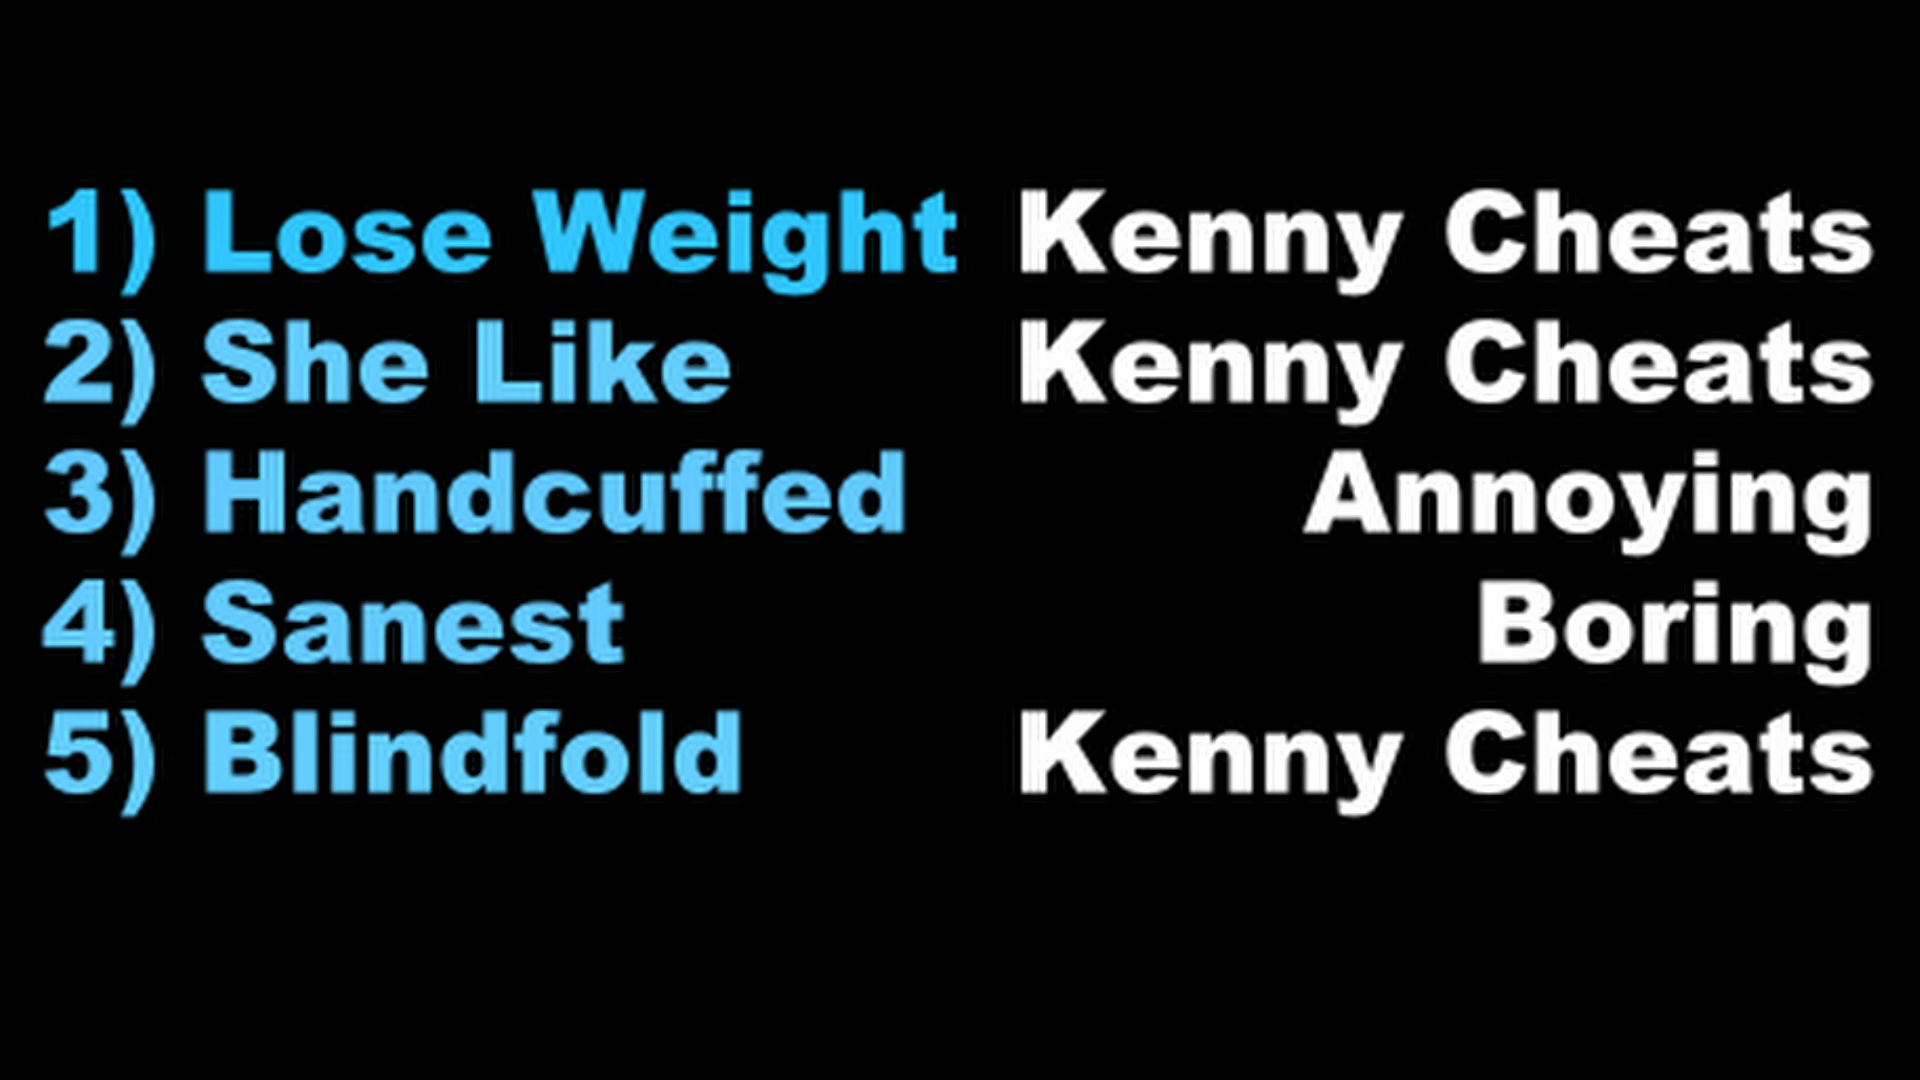 1) Lose Weight Kenny Cheats
2) She Like Kenny Cheats
3) Handcuffed Annoying
4) Sanest Boring
5) Blindfold Kenny Cheats